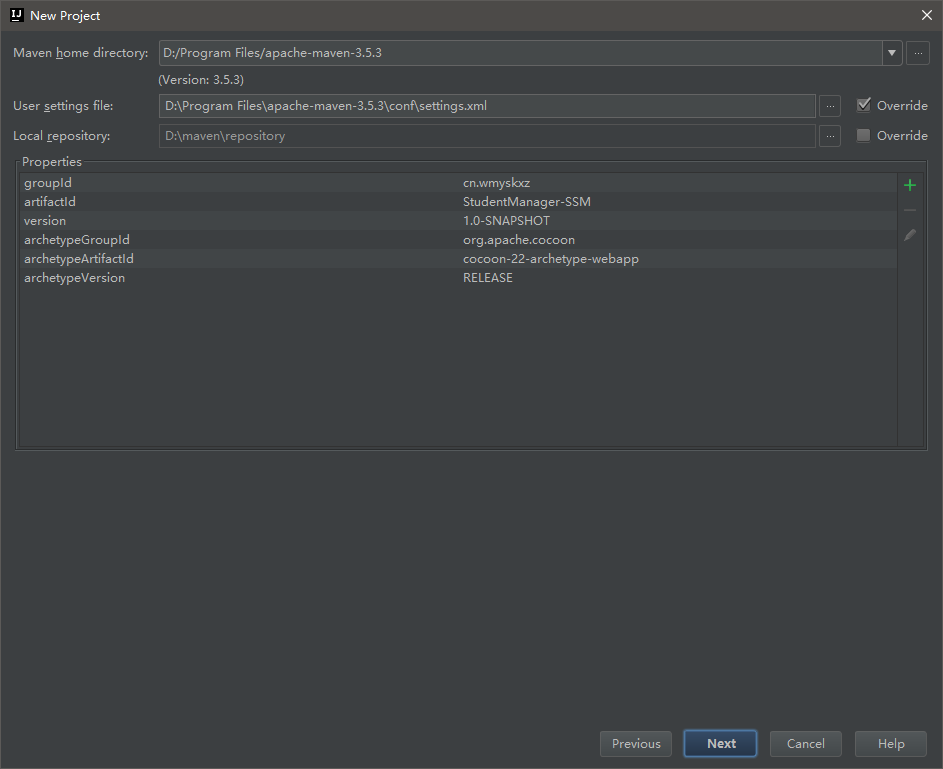 New Project
Maven home directory: D:/Program Files/apache-maven-3.5.3 ...
(Version: 3.5.3)
User settings file: D:\Program Files\apache-maven-3.5.3\conf\settings.xml ... Override
Local repository: D:\maven\repository ... Override
Properties
groupId cn.wmyskxz
artifactId StudentManager-SSM
version 1.0-SNAPSHOT
archetypeGroupId org.apache.cocoon
archetypeArtifactId cocoon-22-archetype-webapp
archetypeVersion RELEASE
Previous Next Cancel Help